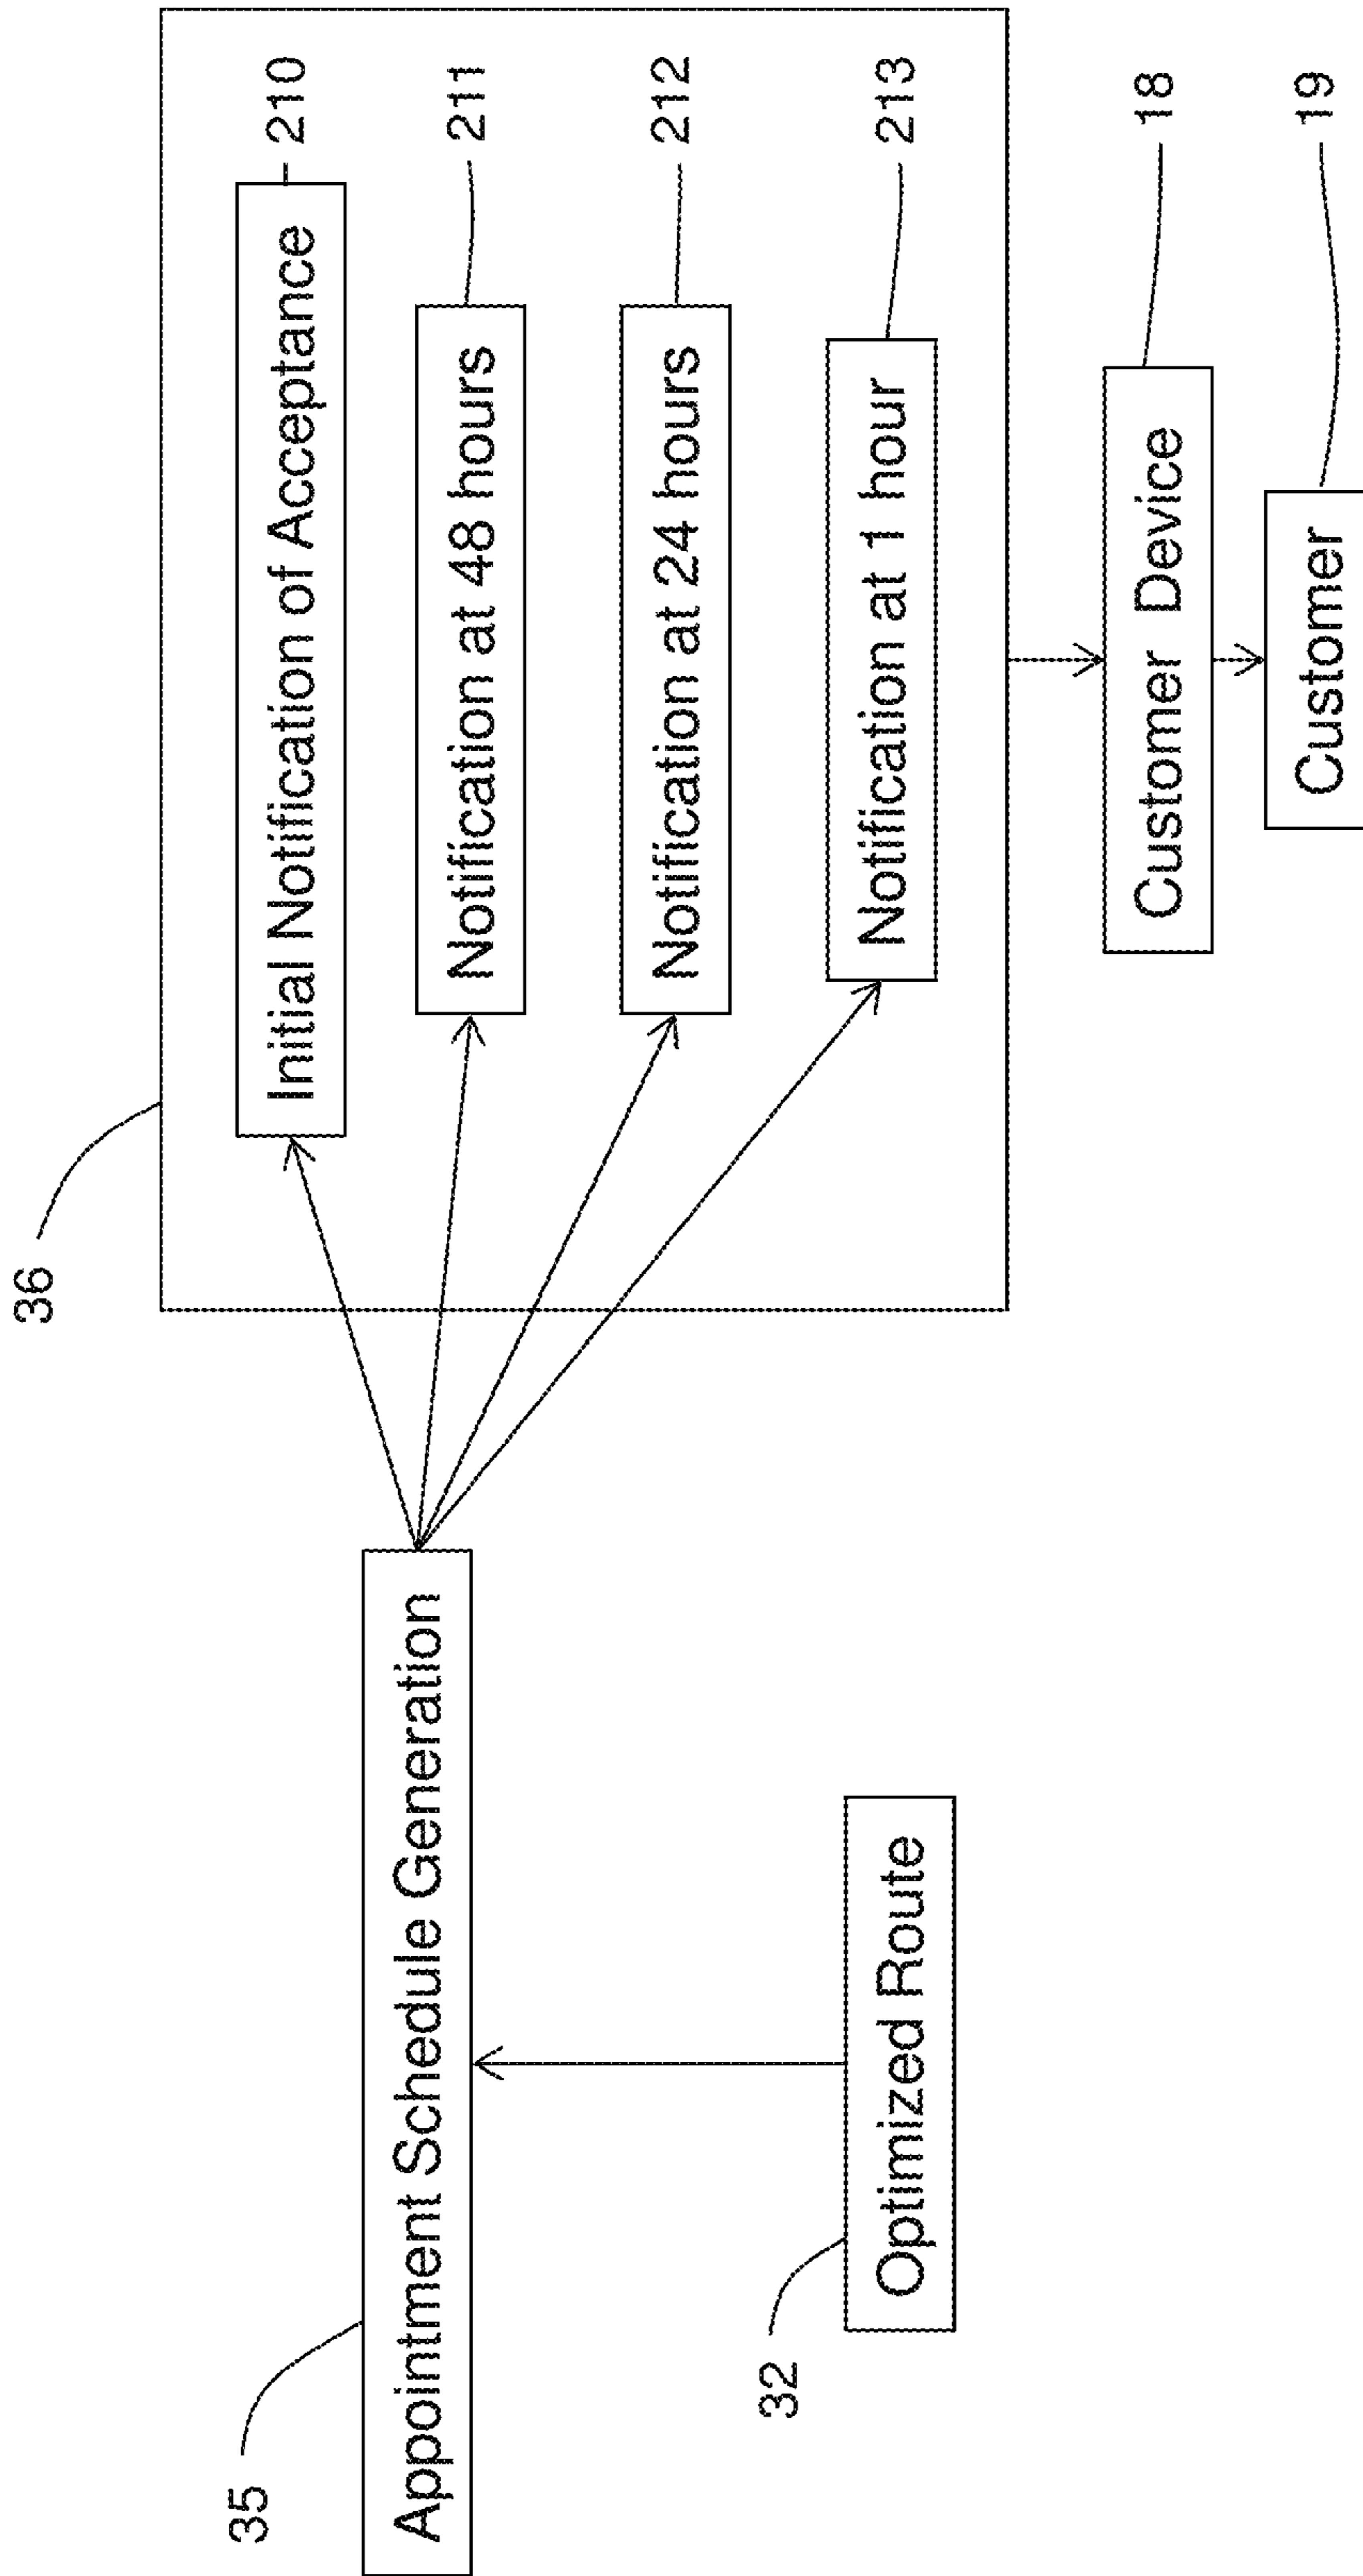 36
Initial Notification of Acceptance
210
35
Appointment Schedule Generation
Notification at 48 hours
211
Notification at 24 hours
212
32
Optimized Route
Notification at 1 hour
213
Customer Device
18
Customer
19